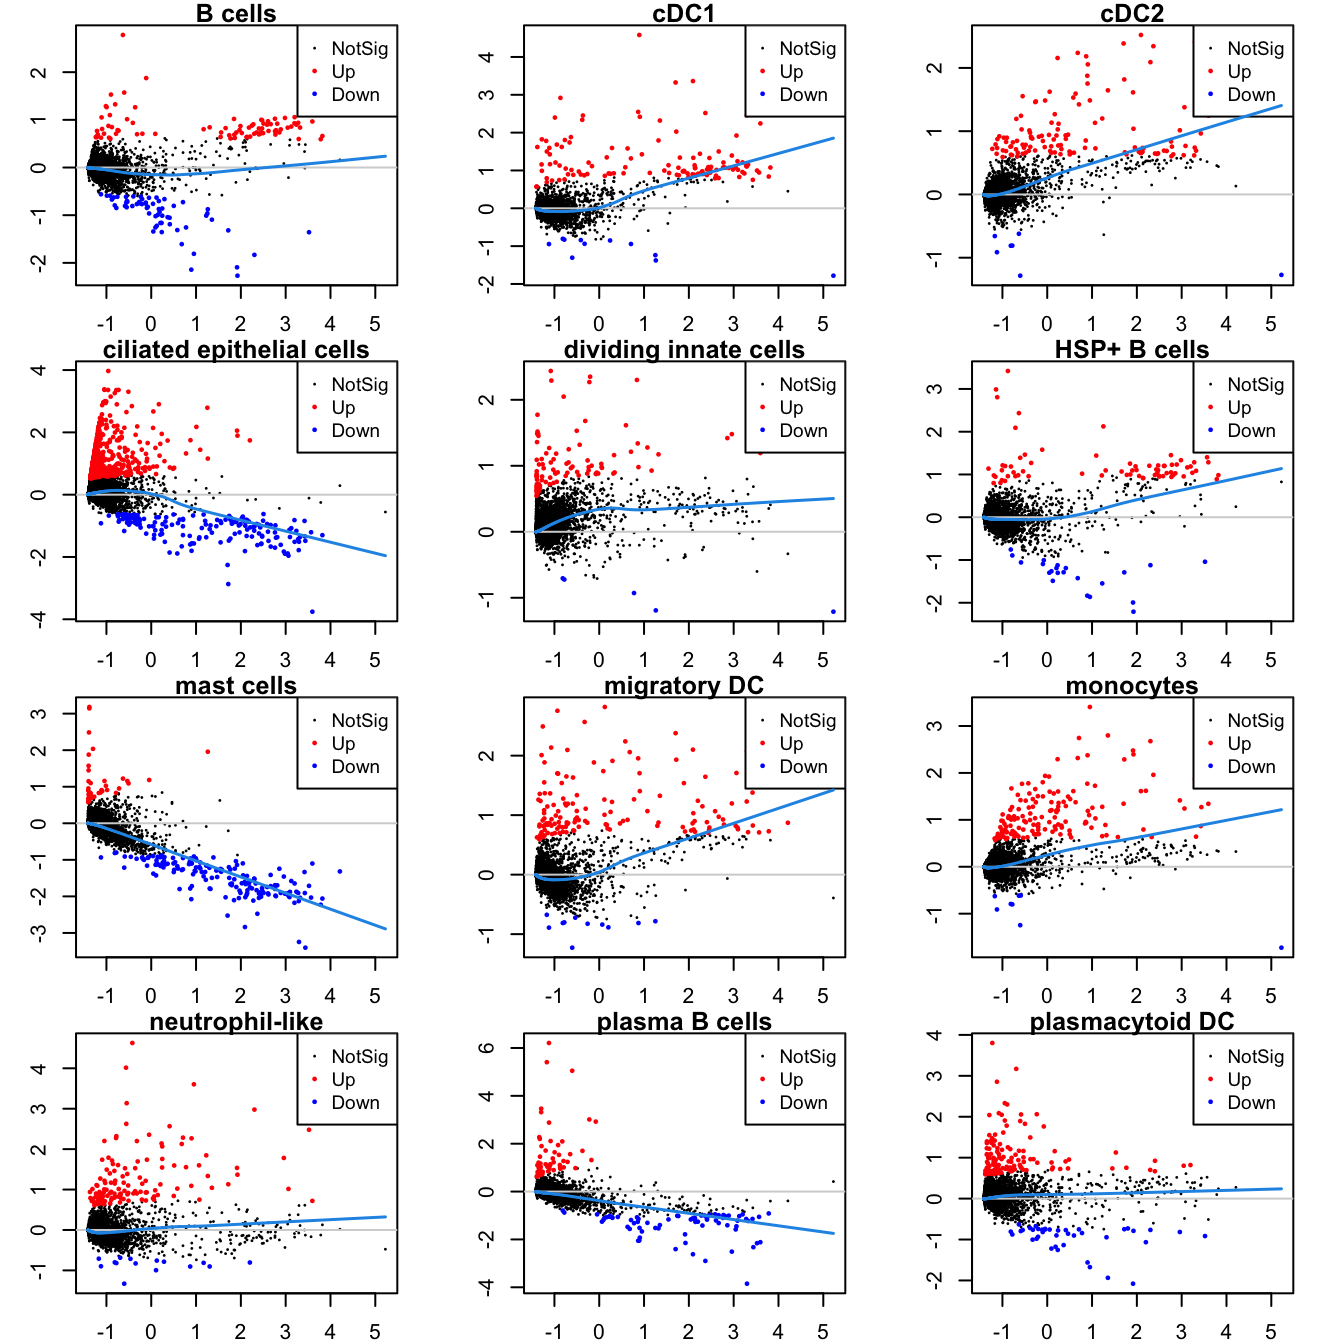 B cells
cDC1
cDC2
NotSig
Up
Down
2
1
0
-1
-2
-1 0 1 2 3 4 5
NotSig
Up
Down
4
3
2
1
0
-1
-2
-1 0 1 2 3 4 5
NotSig
Up
Down
2
1
0
-1
-1 0 1 2 3 4 5
ciliated epithelial cells
dividing innate cells
HSP+ B cells
NotSig
Up
Down
4
2
0
-2
-4
-1 0 1 2 3 4 5
NotSig
Up
Down
2
1
0
-1
-1 0 1 2 3 4 5
NotSig
Up
Down
3
2
1
0
-1
-2
-1 0 1 2 3 4 5
mast cells
migratory DC
monocytes
NotSig
Up
Down
3
2
1
0
-1
-2
-3
-1 0 1 2 3 4 5
NotSig
Up
Down
2
1
0
-1
-1 0 1 2 3 4 5
NotSig
Up
Down
3
2
1
0
-1
-1 0 1 2 3 4 5
neutrophil-like
plasma B cells
plasmacytoid DC
NotSig
Up
Down
4
3
2
1
0
-1
-1 0 1 2 3 4 5
NotSig
Up
Down
6
4
2
0
-2
-4
-1 0 1 2 3 4 5
NotSig
Up
Down
4
3
2
1
0
-1
-2
-1 0 1 2 3 4 5